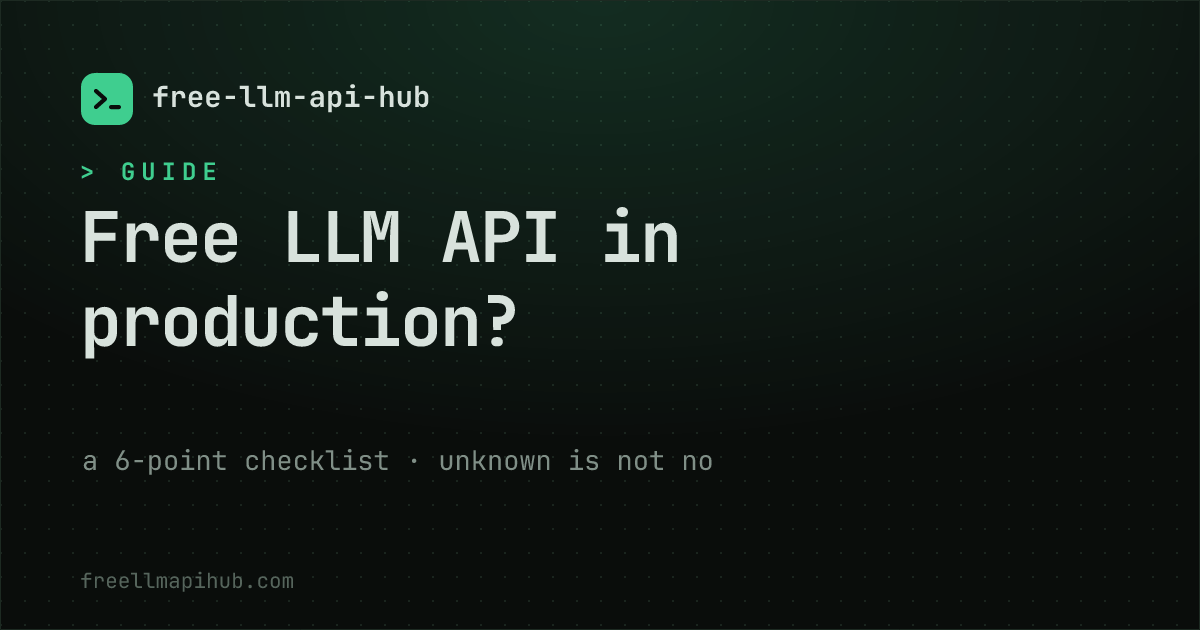 free-llm-api-hub
> GUIDE
Free LLM API in
production?
a 6-point checklist · unknown is not no
freellmapihub.com